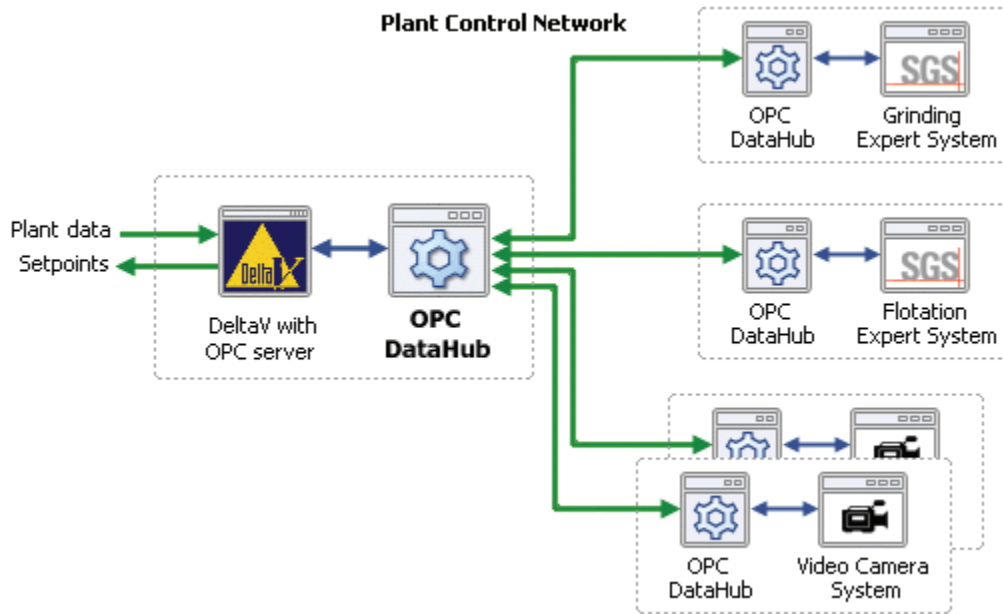 Plant Control Network
SGS
OPC
DataHub
Grinding
Expert System
Plant data
Setpoints
DeltaV
DeltaV with
OPC server
OPC
DataHub
SGS
OPC
DataHub
Flotation
Expert System
OPC
DataHub
Video Camera
System